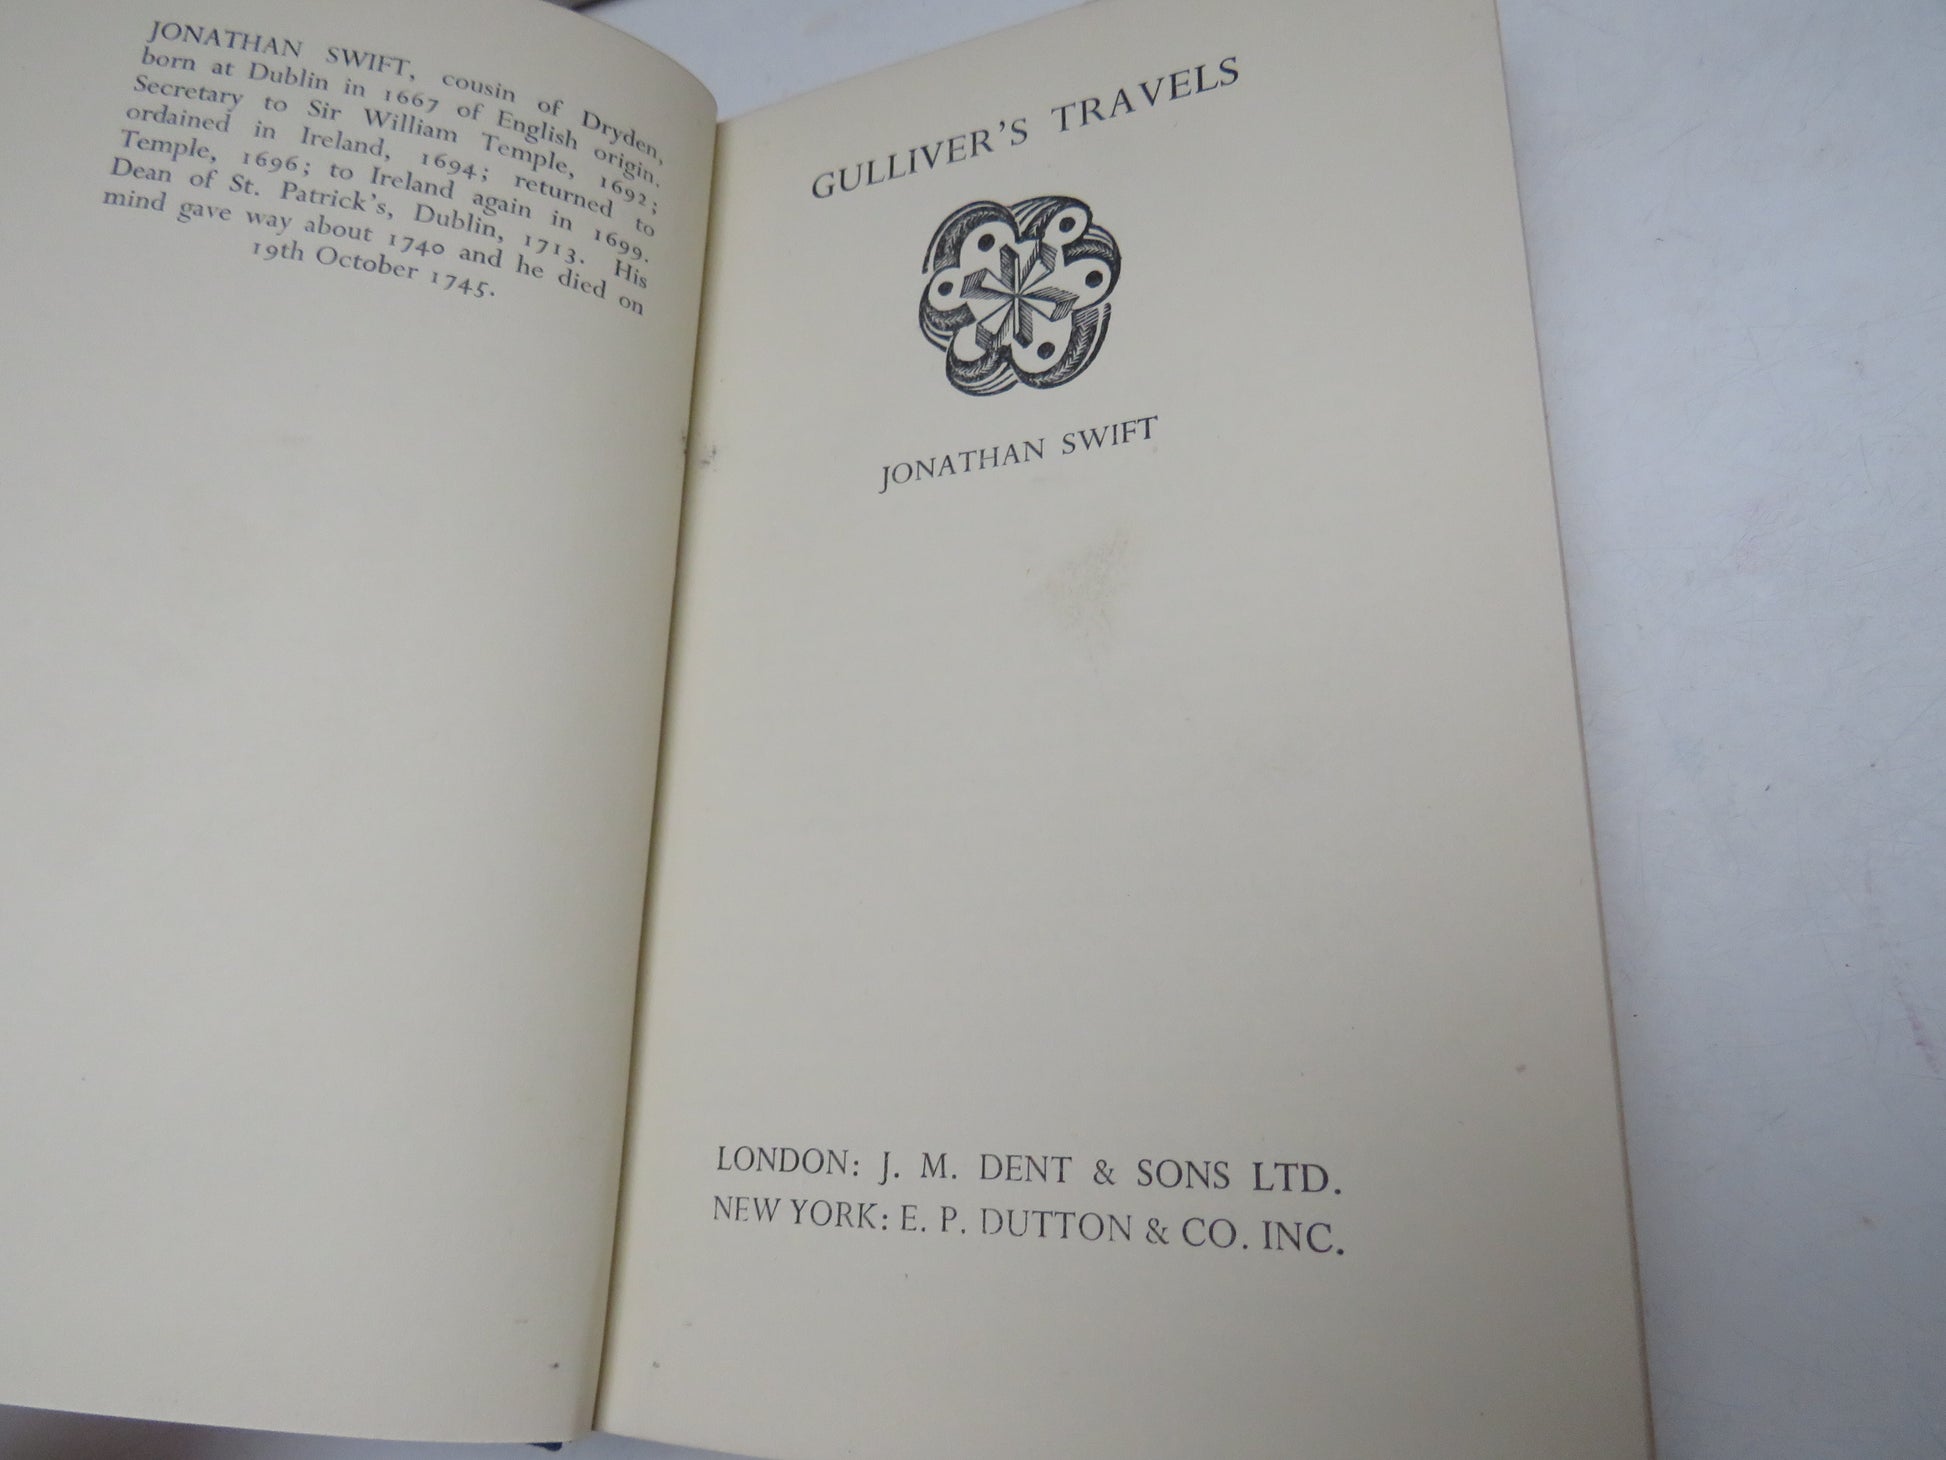 JONATHAN SWIFT, cousin of Dryden,
born at Dublin in 1667 of English origin.
Secretary to Sir William Temple, 1692;
ordained in Ireland, 1694; returned to
Temple, 1696; to Ireland again in 1699.
Dean of St. Patrick's, Dublin, 1713. His
mind gave way about 1740 and he died on
19th October 1745.
GULLIVER'S TRAVELS
JONATHAN SWIFT
LONDON: J. M. DENT & SONS LTD.
NEW YORK: E. P. DUTTON & CO. INC.